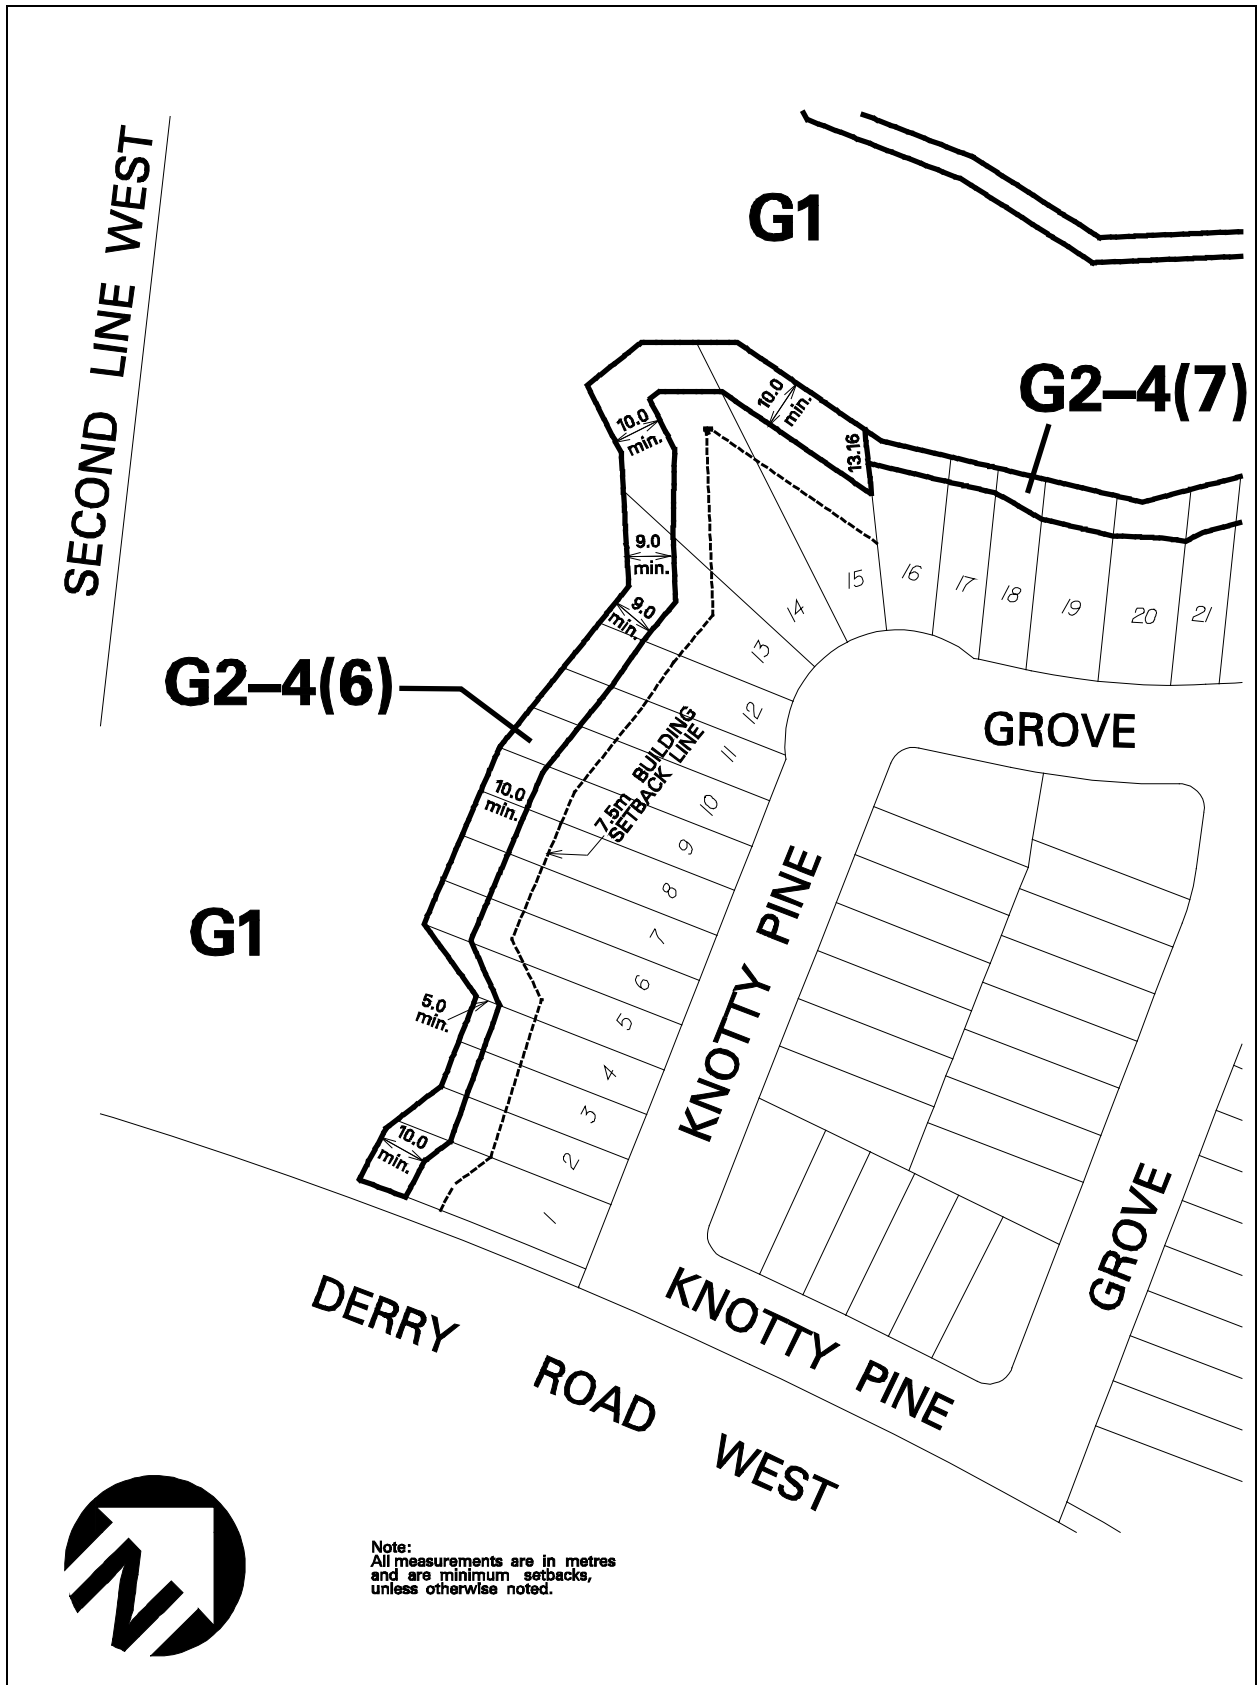 SECOND LINE WEST
G1
G2–4(7)
10.0
min.
13.16
10.0
min.
9.0
min.
9.0
min.
G2–4(6)
15
16
17
18
19
20
21
14
13
12
11
10
9
8
7
6
5
4
3
2
1
7.5m BUILDING
SETBACK LINE
10.0
min.
G1
5.0
min.
10.0
min.
GROVE
KNOTTY PINE
GROVE
KNOTTY PINE
DERRY ROAD WEST
N
Note:
All measurements are in metres
and are minimum setbacks,
unless otherwise noted.